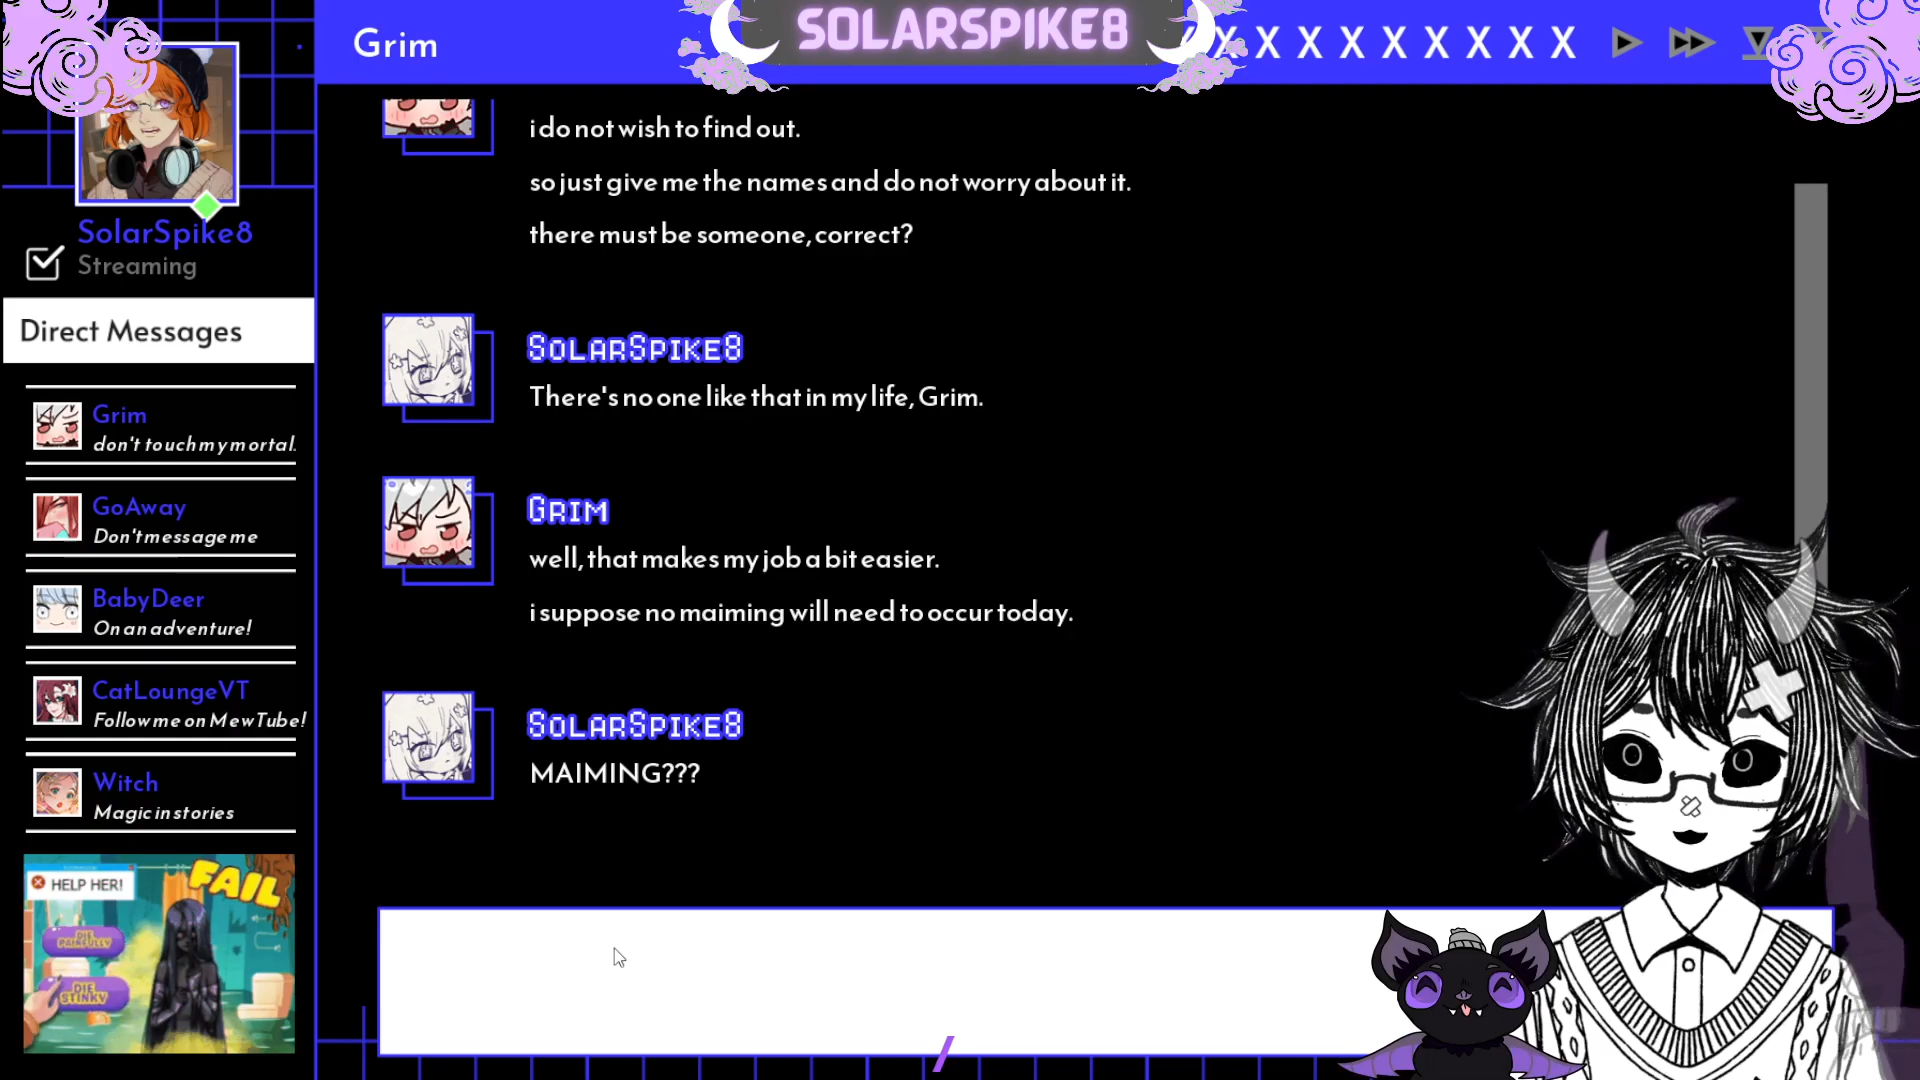 Grim
SOLARSPIKE8
X X X X X X X X X
SolarSpike8
Streaming
Direct Messages
Grim
don't touch my mortal.
GoAway
Don't message me
BabyDeer
On an adventure!
CatLoungeVT
Follow me on MewTube!
Witch
Magic in stories
HELP HER!
FAIL
DIE PAINFULLY
DIE STINKY
i do not wish to find out.
so just give me the names and do not worry about it.
there must be someone, correct?
SolarSpike8
There's no one like that in my life, Grim.
Grim
well, that makes my job a bit easier.
i suppose no maiming will need to occur today.
SolarSpike8
MAIMING???
/